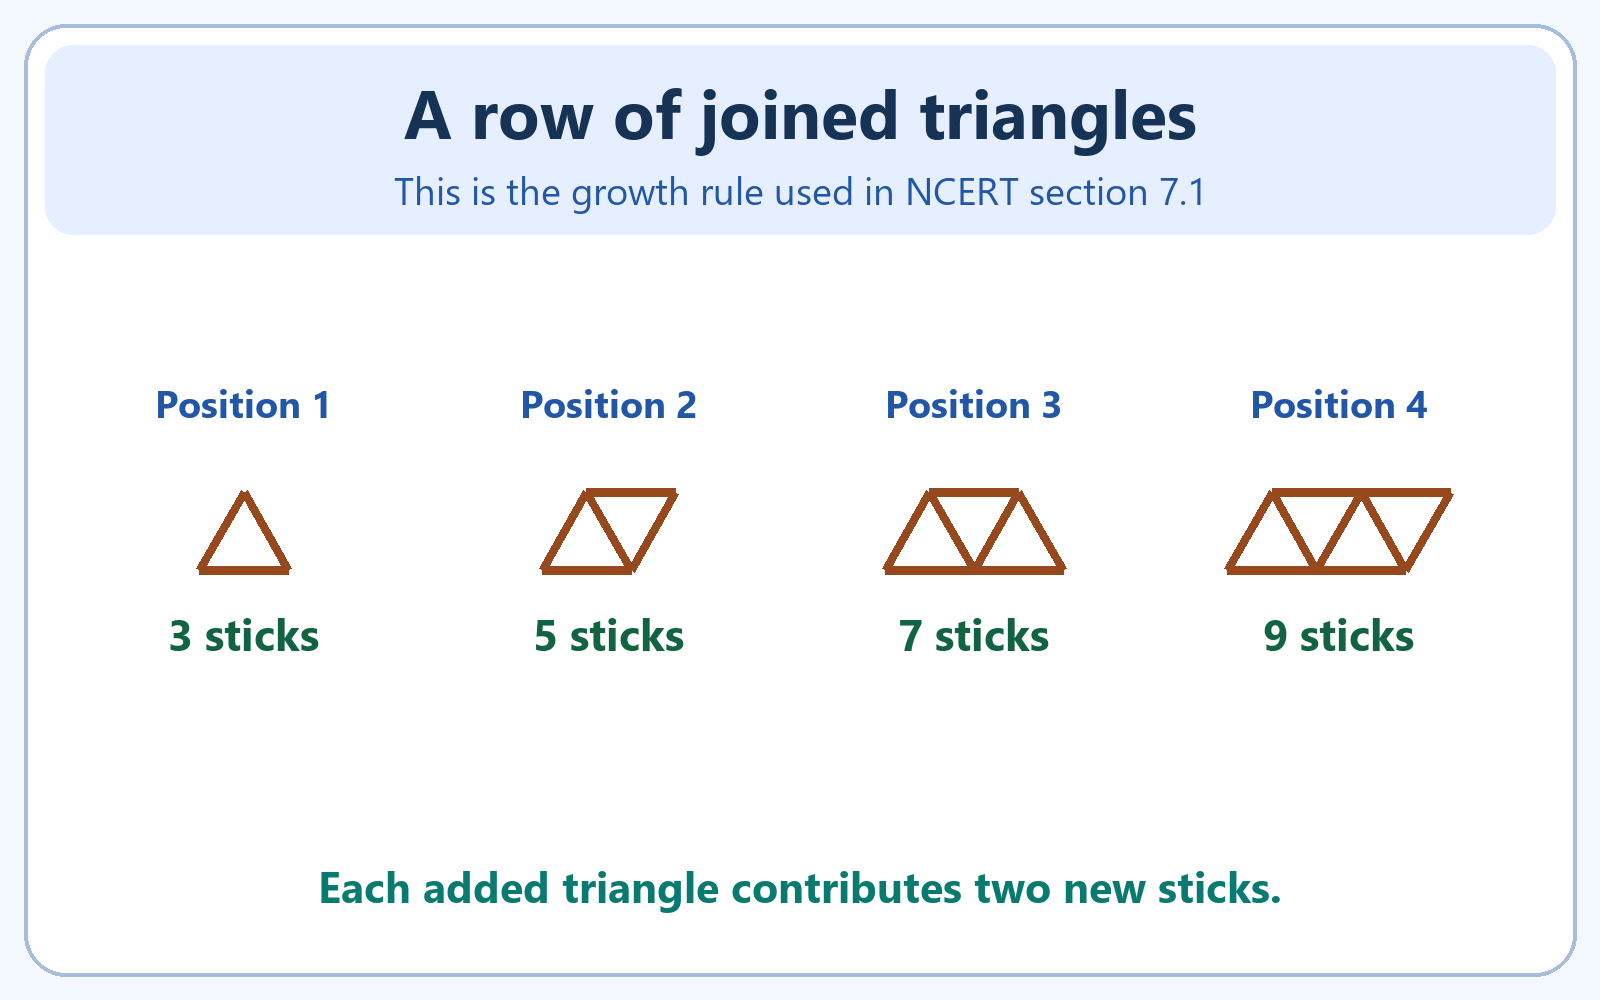 A row of joined triangles
This is the growth rule used in NCERT section 7.1
Position 1
Position 2
Position 3
Position 4
3 sticks
5 sticks
7 sticks
9 sticks
Each added triangle contributes two new sticks.